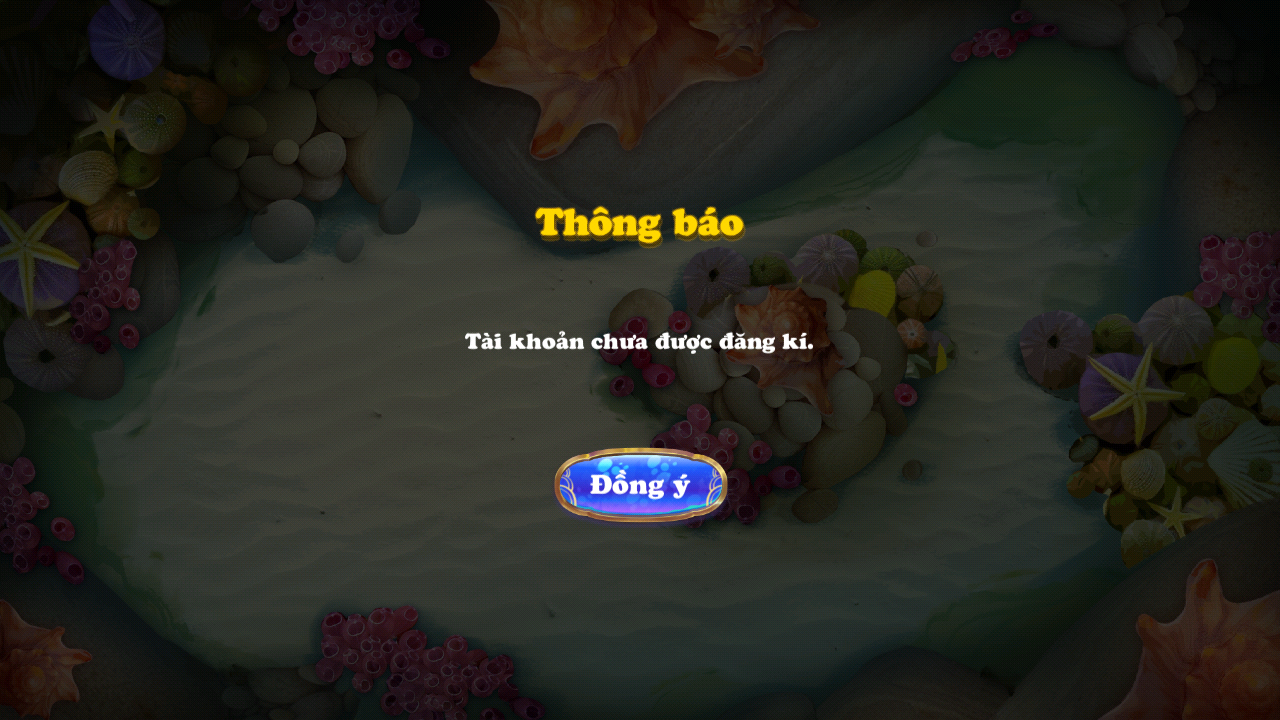 Thông báo
Tài khoản chưa được đăng kí.
Đồng ý